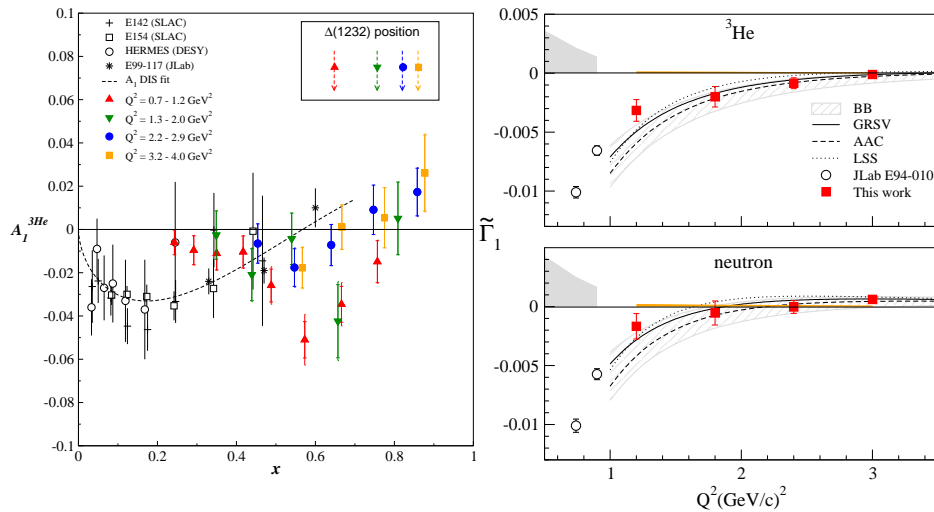 E142 (SLAC)
E154 (SLAC)
HERMES (DESY)
E99-117 (JLab)
A₁ DIS fit
Q² = 0.7 - 1.2 GeV²
Q² = 1.3 - 2.0 GeV²
Q² = 2.2 - 2.9 GeV²
Q² = 3.2 - 4.0 GeV²
Δ(1232) position
0.1
0.08
0.06
0.04
0.02
0
-0.02
-0.04
-0.06
-0.08
-0.1
A₁³ᴴᵉ
0 0.2 0.4 0.6 0.8 1
x
³He
0.005
0
-0.005
-0.01
BB
GRSV
AAC
LSS
JLab E94-010
This work
Γ̃₁
neutron
0.005
0
-0.005
-0.01
1 2 3
Q²(GeV/c)²